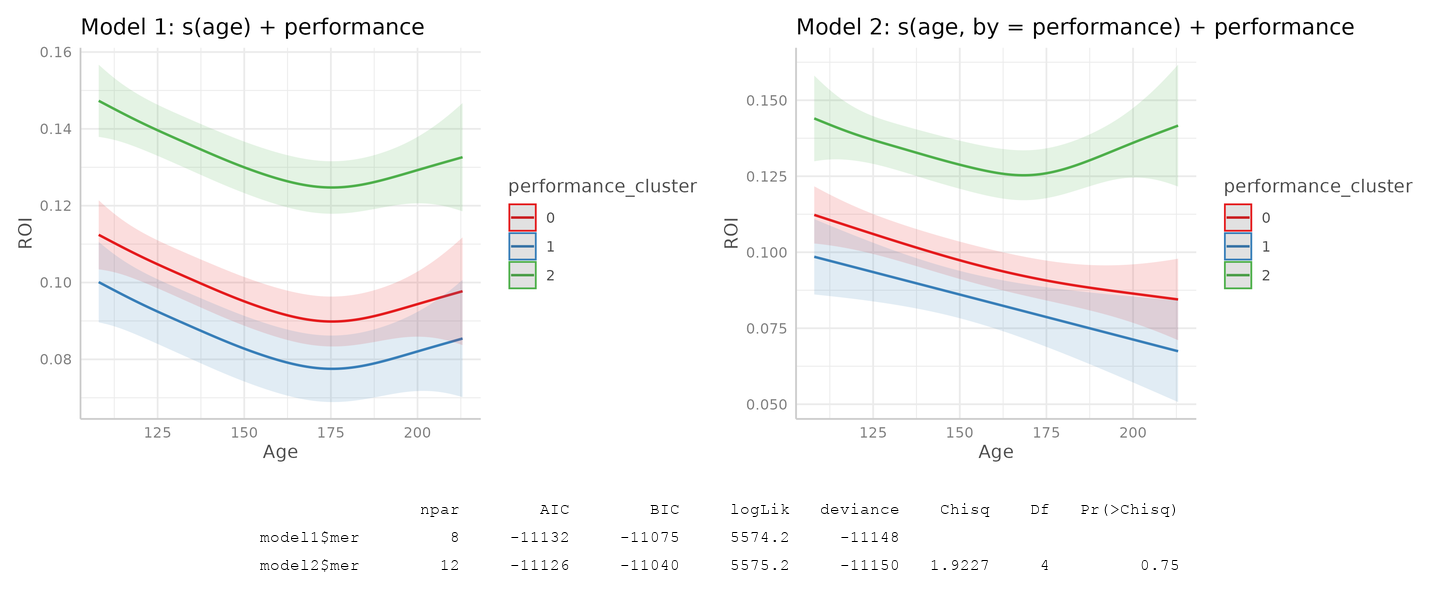 Model 1: s(age) + performance
0.16
0.14
0.12
0.10
0.08
ROI
125 150 175 200
Age
performance_cluster
0
1
2
Model 2: s(age, by = performance) + performance
0.150
0.125
0.100
0.075
0.050
ROI
125 150 175 200
Age
performance_cluster
0
1
2
npar AIC BIC logLik deviance Chisq Df Pr(>Chisq)
model1$mer 8 -11132 -11075 5574.2 -11148
model2$mer 12 -11126 -11040 5575.2 -11150 1.9227 4 0.75